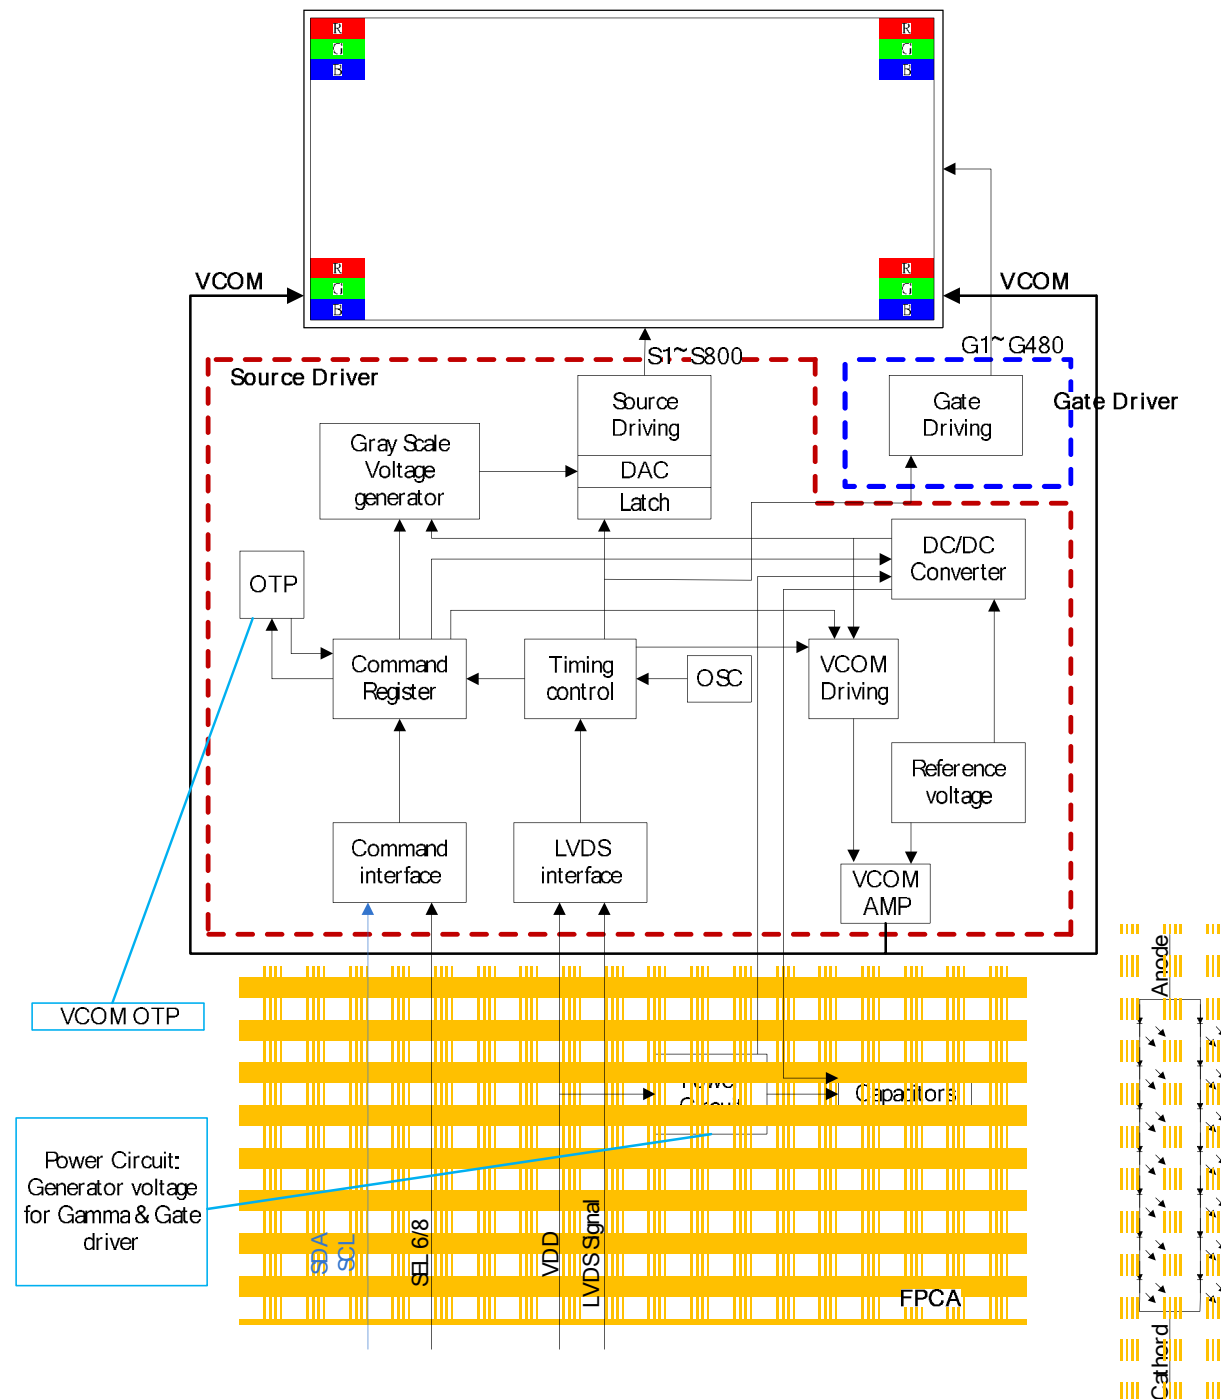 R
G
B
R
G
B
R
G
B
R
G
B
VCOM
VCOM
S1~S800
G1~G480
Source Driver
Gate Driver
Source
Driving
DAC
Latch
Gate
Driving
Gray Scale
Voltage
generator
DC/DC
Converter
OTP
Command
Register
Timing
control
OSC
VCOM
Driving
Reference
voltage
Command
interface
LVDS
interface
VCOM
AMP
Anode
VCOM OTP
Power
Circuit
Capacitors
Power Circuit:
Generator voltage
for Gamma & Gate
driver
SDA
SCL
SEL 6/8
VDD
LVDS Signal
FPCA
Cathord